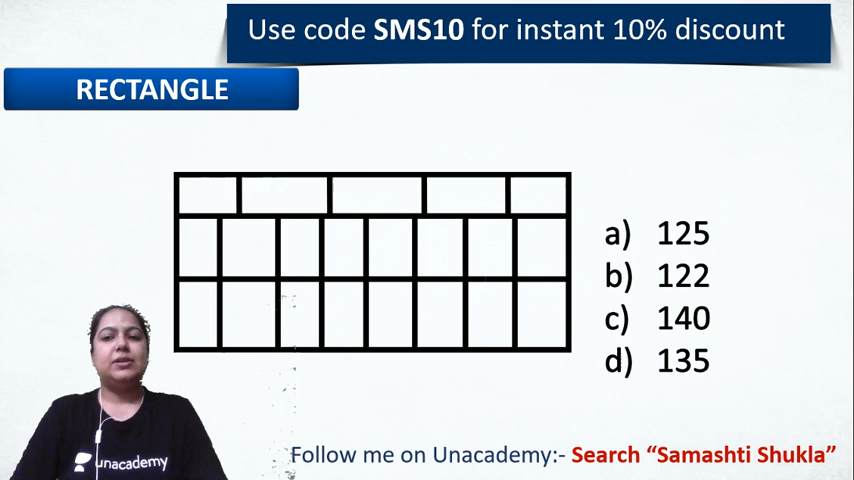 Use code SMS10 for instant 10% discount
RECTANGLE
a) 125
b) 122
c) 140
d) 135
unacademy
Follow me on Unacademy:- Search “Samashti Shukla”